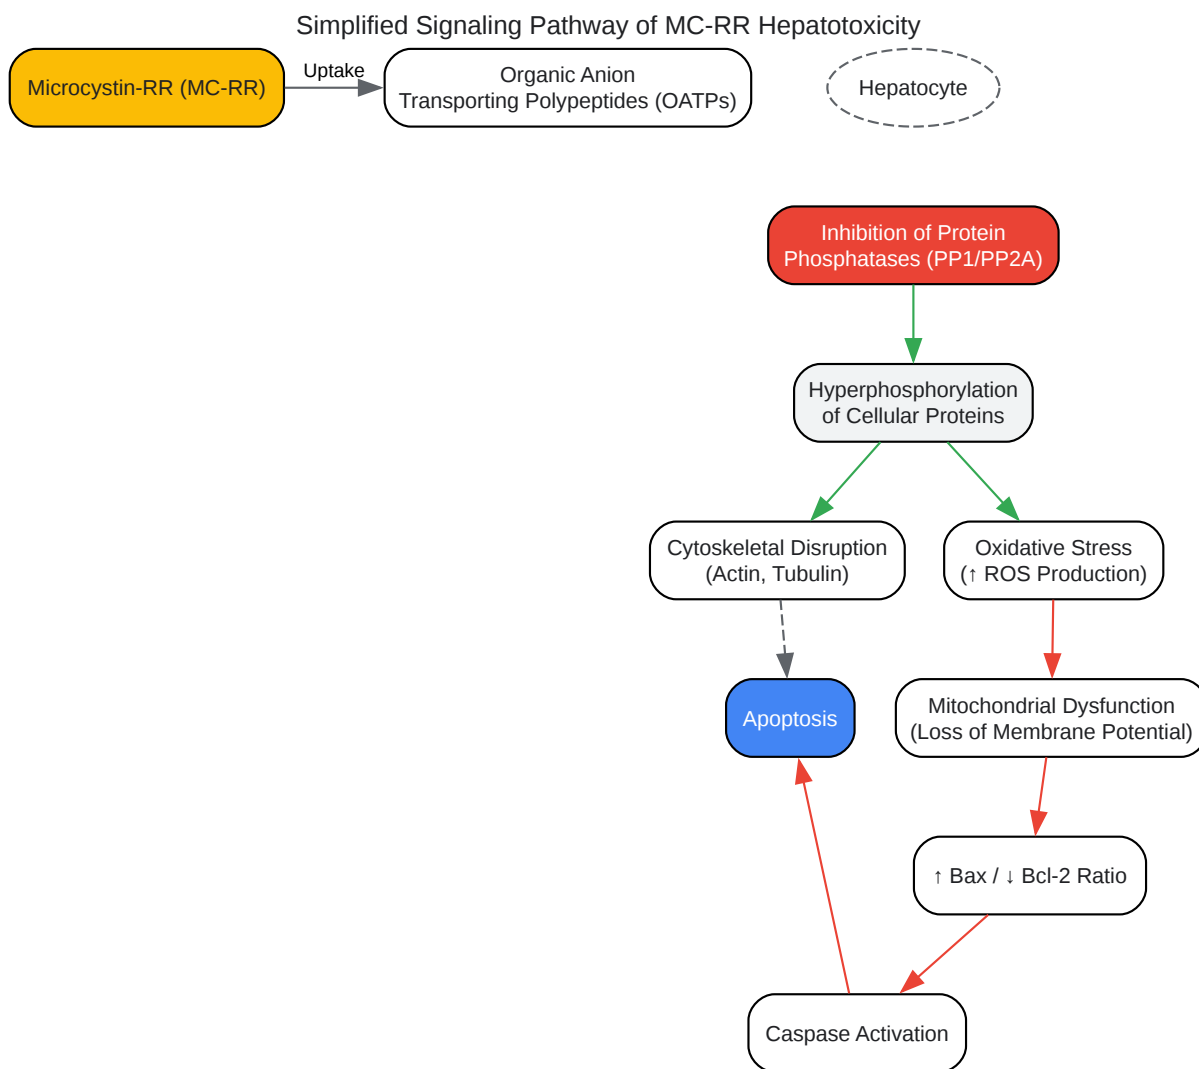 Simplified Signaling Pathway of MC-RR Hepatotoxicity
Microcystin-RR (MC-RR)
Uptake
Organic Anion
Transporting Polypeptides (OATPs)
Hepatocyte
Inhibition of Protein
Phosphatases (PP1/PP2A)
Hyperphosphorylation
of Cellular Proteins
Cytoskeletal Disruption
(Actin, Tubulin)
Oxidative Stress
(↑ ROS Production)
Apoptosis
Mitochondrial Dysfunction
(Loss of Membrane Potential)
↑ Bax / ↓ Bcl-2 Ratio
Caspase Activation